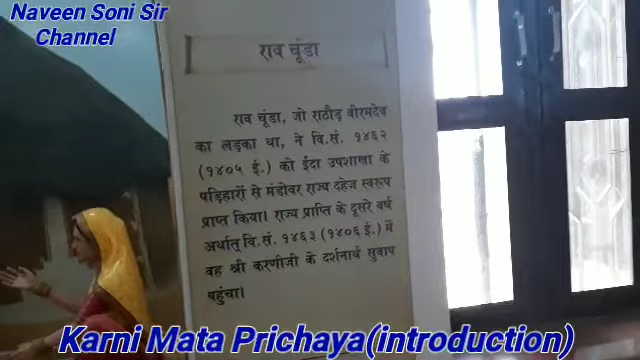 Naveen Soni Sir
Channel
राव चूंडा
राव चूंडा, जो राठौड़ वीरमदेव
का लड़का था, ने वि.सं. १४६२
(१४०५ ई.) को ईंदा उपशाखा के
पड़िहारों से मंडोवर राज्य दहेज स्वरूप
प्राप्त किया। राज्य प्राप्ति के दूसरे वर्ष
अर्थात् वि.सं. १४६३ (१४०६ ई.) में
वह श्री करणीजी के दर्शनार्थ सुवाप
पहुंचा।
Karni Mata Prichaya(introduction)